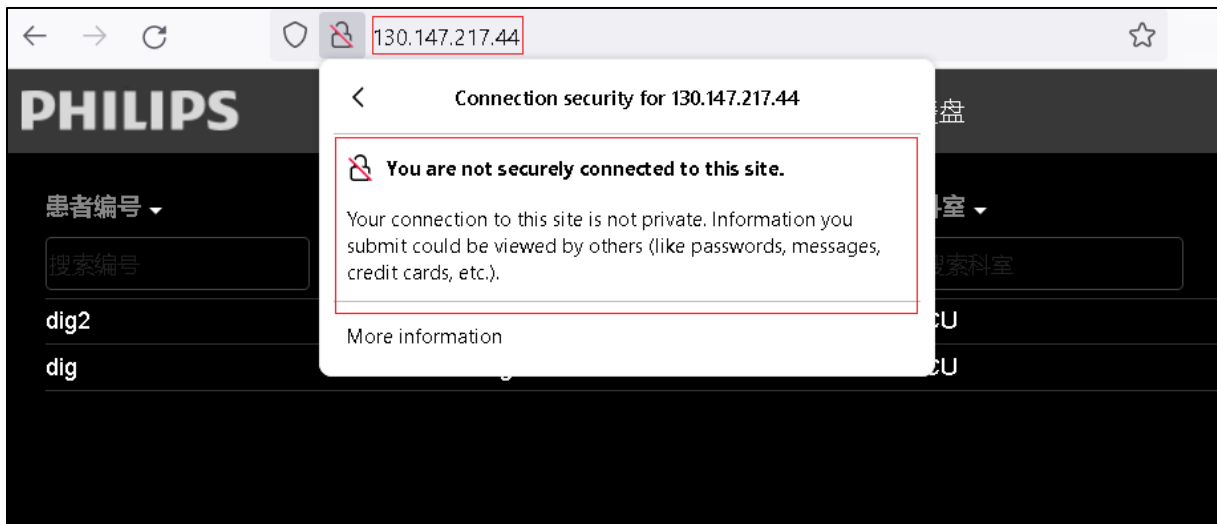 130.147.217.44
PHILIPS
Connection security for 130.147.217.44
盘
You are not securely connected to this site.
Your connection to this site is not private. Information you
submit could be viewed by others (like passwords, messages,
credit cards, etc.).
More information
患者编号
室
搜索编号
搜索科室
dig2
CU
dig
CU